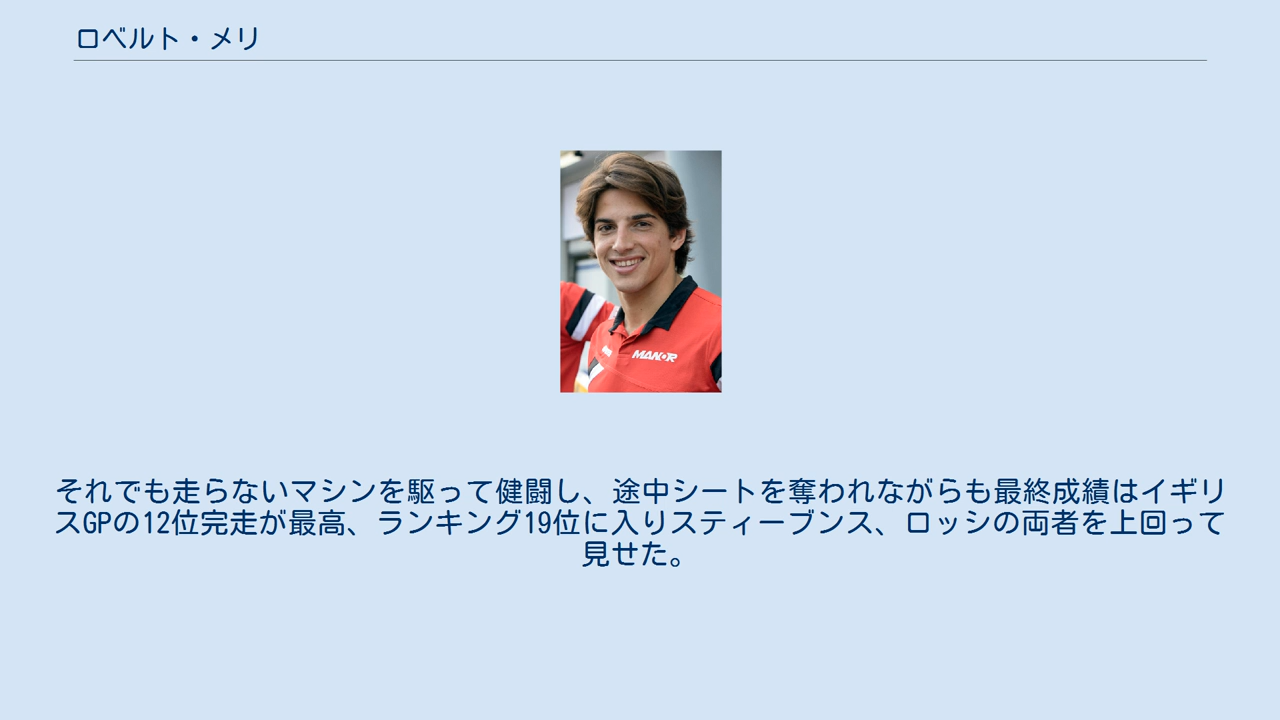 ロベルト・メリ
MANOR
それでも走らないマシンを駆って健闘し、途中シートを奪われながらも最終成績はイギリ
スGPの12位完走が最高、ランキング19位に入りスティーブンス、ロッシの両者を上回って
見せた。